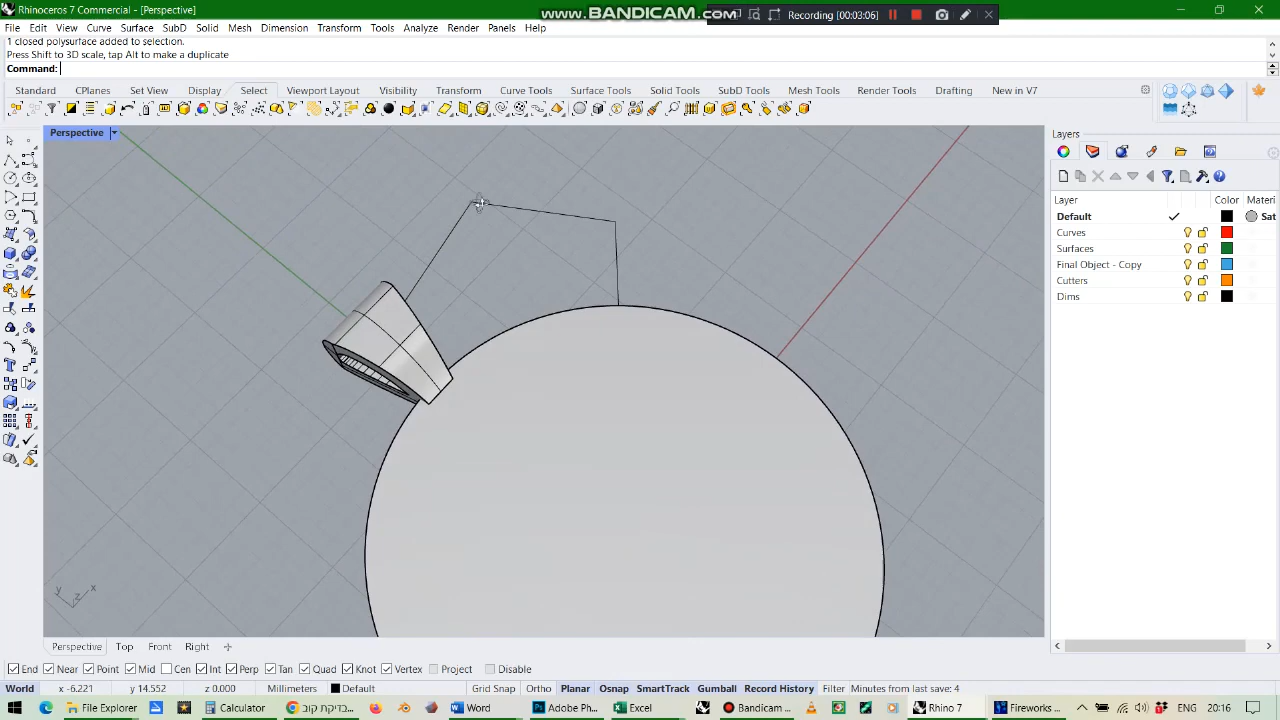 Rhinoceros 7 Commercial - [Perspective]
www.BANDICAM.com
Recording [00:03:06]
File Edit View Curve Surface SubD Solid Mesh Dimension Transform Tools Analyze Render Panels Help
1 closed polysurface added to selection.
Press Shift to 3D scale, tap Alt to make a duplicate
Command:
Standard CPlanes Set View Display Select Viewport Layout Visibility Transform Curve Tools Surface Tools Solid Tools SubD Tools Mesh Tools Render Tools Drafting New in V7
Perspective
Layers
Layer Color Materi
Default Sat
Curves
Surfaces
Final Object - Copy
Cutters
Dims
y x
z
Perspective Top Front Right
End Near Point Mid Cen Int Perp Tan Quad Knot Vertex Project Disable
World x -6.221 y 14.552 z 0.000 Millimeters Default Grid Snap Ortho Planar Osnap SmartTrack Gumball Record History Filter Minutes from last save: 4
File Explorer Calculator בדיקת קוב... Word Adobe Ph... Excel Bandicam ... Rhino 7 Fireworks ... ENG 20:16